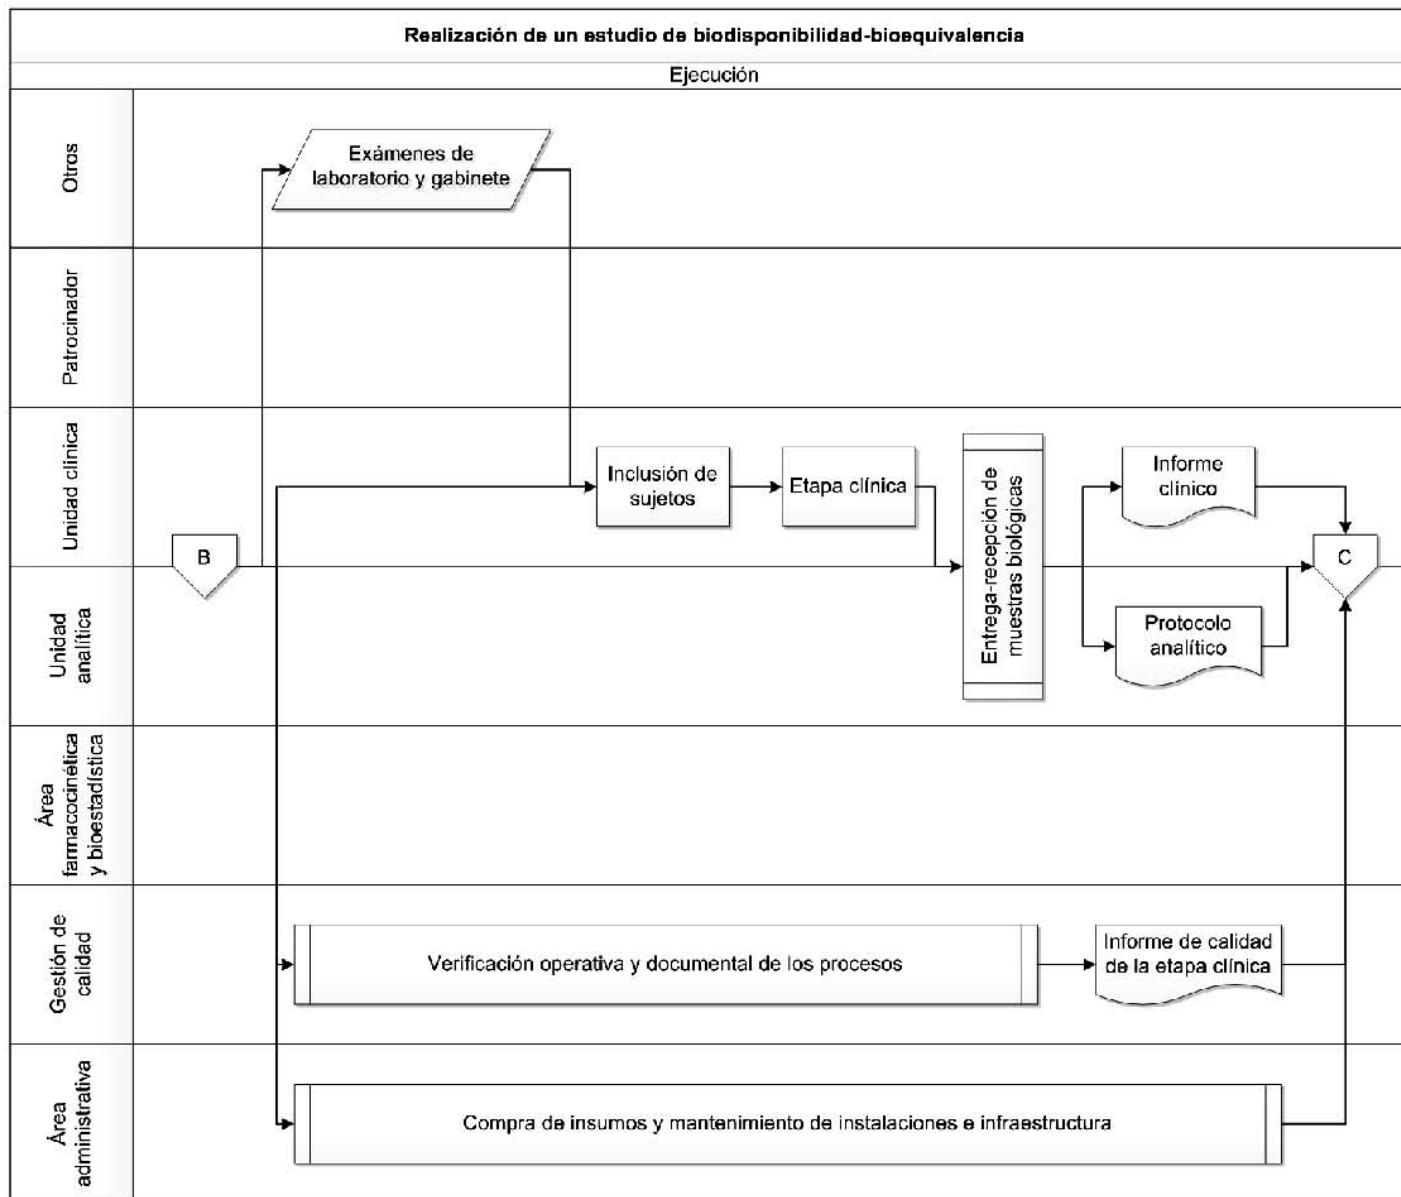 Realización de un estudio de biodisponibilidad-bioequivalencia
Ejecución
Otros
Exámenes de
laboratorio y gabinete
Patrocinador
Unidad clínica
Inclusión de
sujetos
Etapa clínica
Entrega-recepción de
muestras biológicas
Informe
clínico
B
C
Unidad
analítica
Protocolo
analítico
Área
farmacocinética
y bioestadística
Gestión de
calidad
Verificación operativa y documental de los procesos
Informe de calidad
de la etapa clínica
Área
administrativa
Compra de insumos y mantenimiento de instalaciones e infraestructura